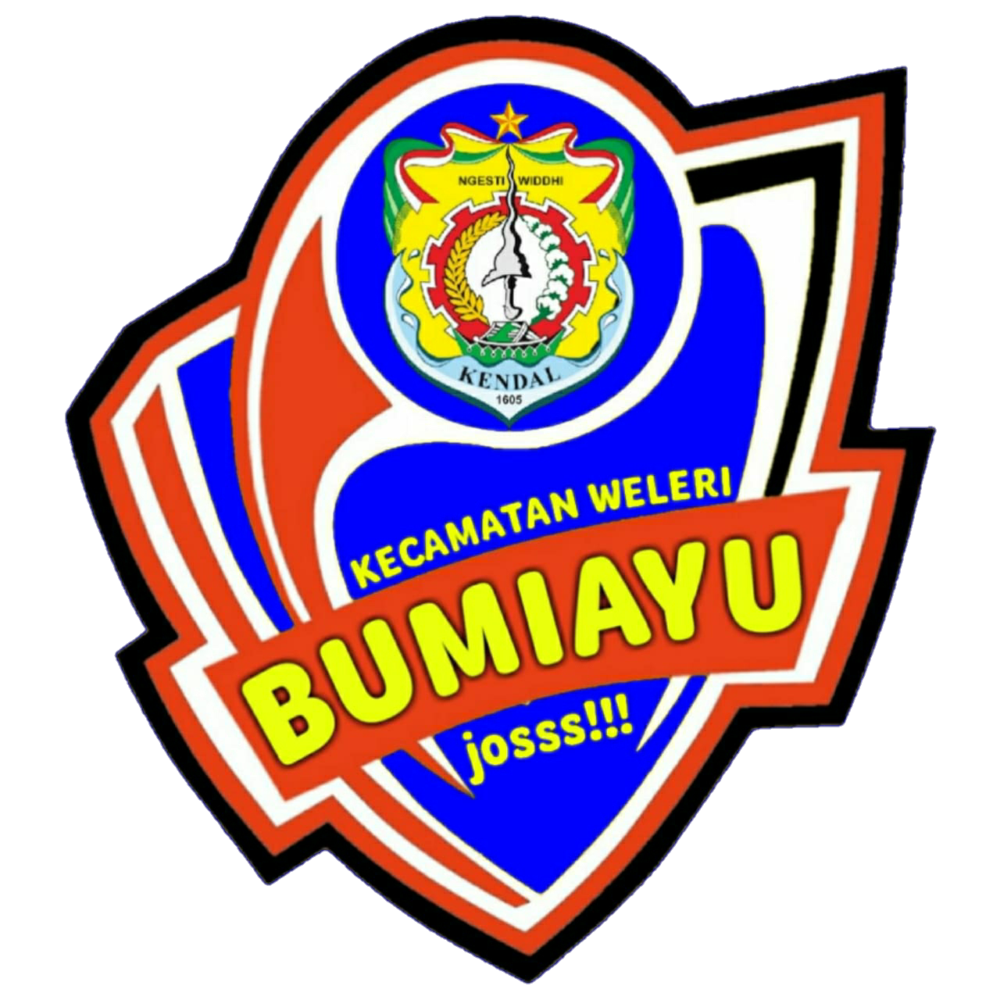 NGESTI WIDDHI
KENDAL
1605
KECAMATAN WELERI
BUMIAYU
josss!!!